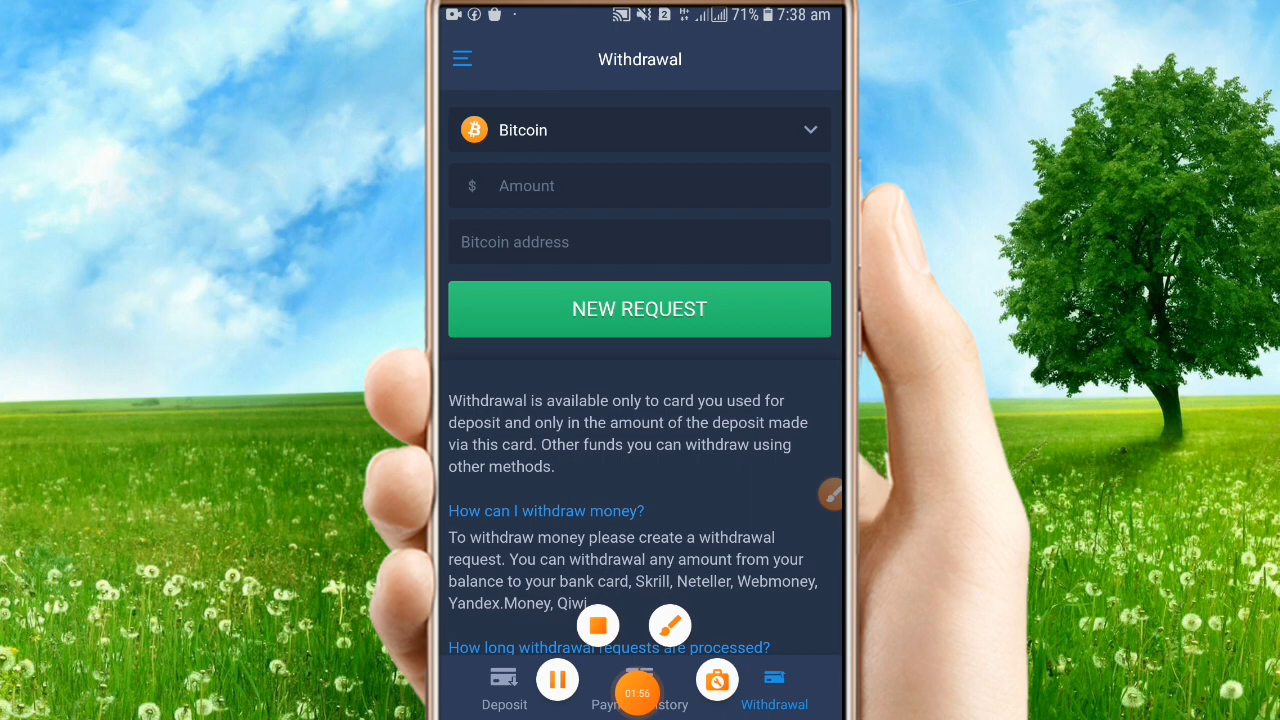 2 71% 7:38 am
Withdrawal
Bitcoin
$ Amount
Bitcoin address
NEW REQUEST
Withdrawal is available only to card you used for
deposit and only in the amount of the deposit made
via this card. Other funds you can withdraw using
other methods.
How can I withdraw money?
To withdraw money please create a withdrawal
request. You can withdrawal any amount from your
balance to your bank card, Skrill, Neteller, Webmoney,
Yandex.Money, Qiwi
How long withdrawal requests are processed?
01:56
Deposit
Withdrawal